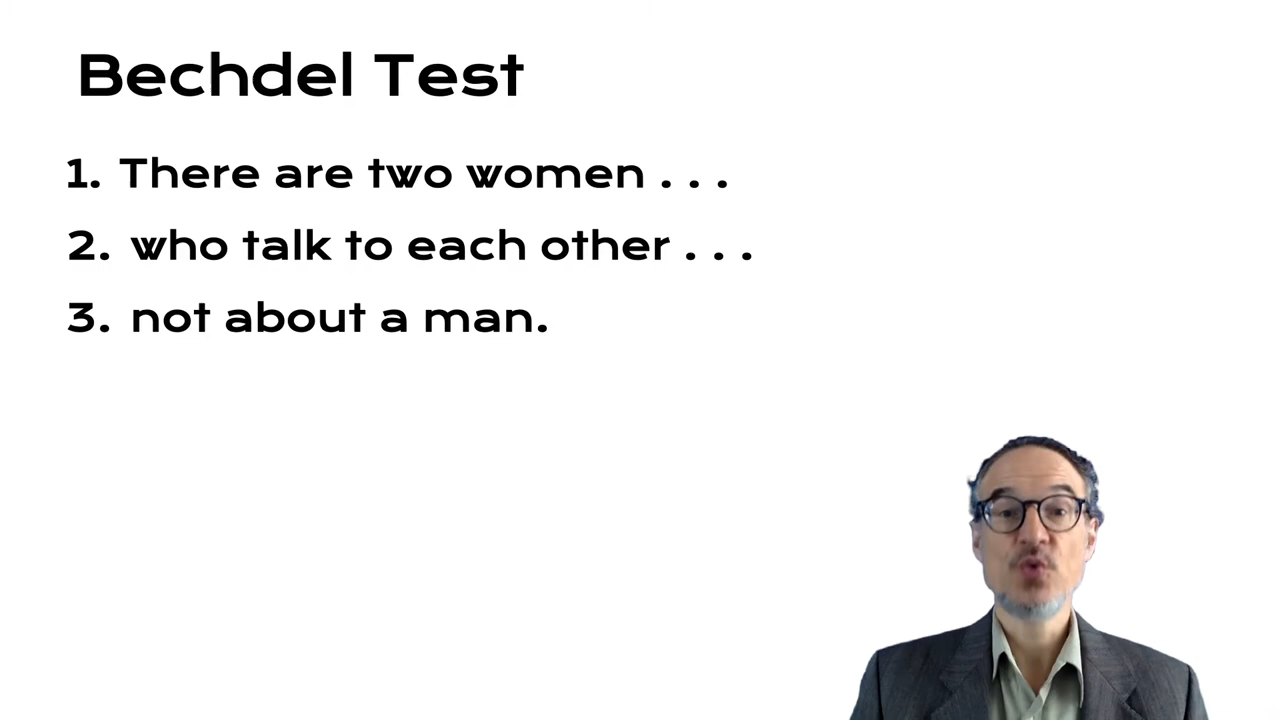 Bechdel Test
1. There are two women . . .
2. who talk to each other . . .
3. not about a man.